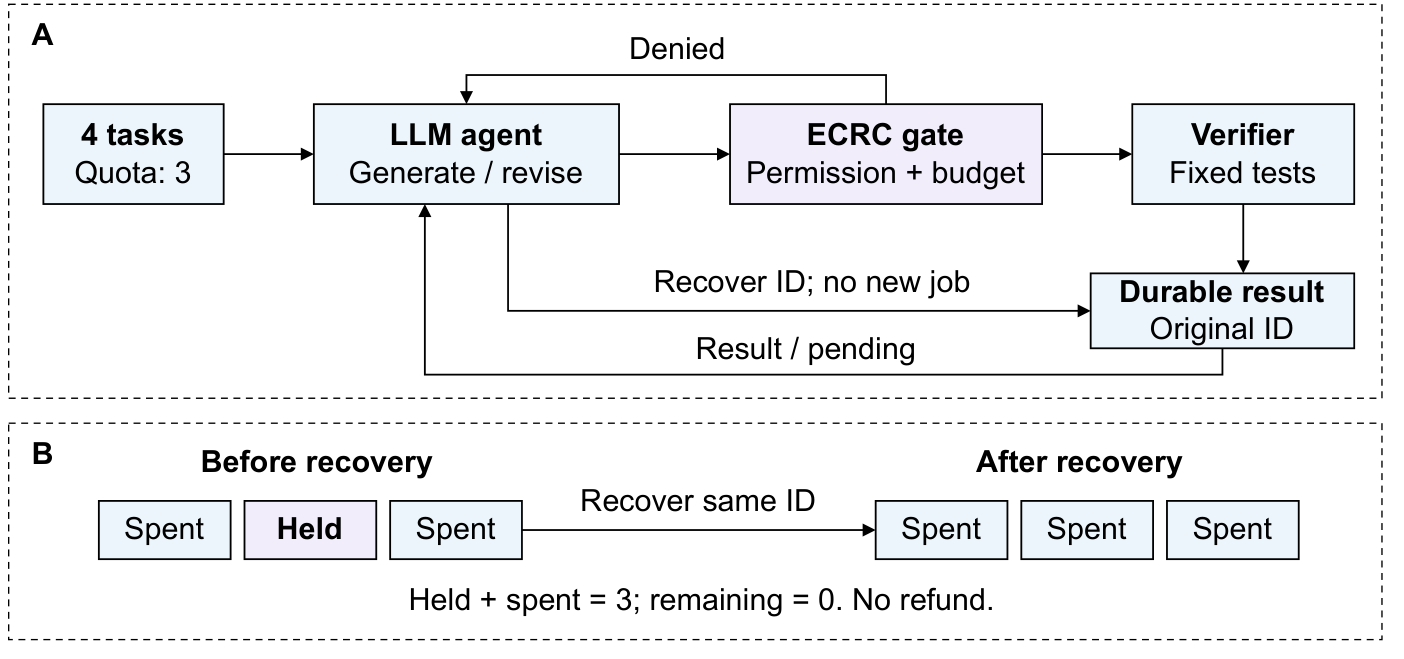 A
Denied
4 tasks
Quota: 3
LLM agent
Generate / revise
ECRC gate
Permission + budget
Verifier
Fixed tests
Recover ID; no new job
Durable result
Original ID
Result / pending
B
Before recovery
After recovery
Spent
Held
Spent
Recover same ID
Spent
Spent
Spent
Held + spent = 3; remaining = 0. No refund.